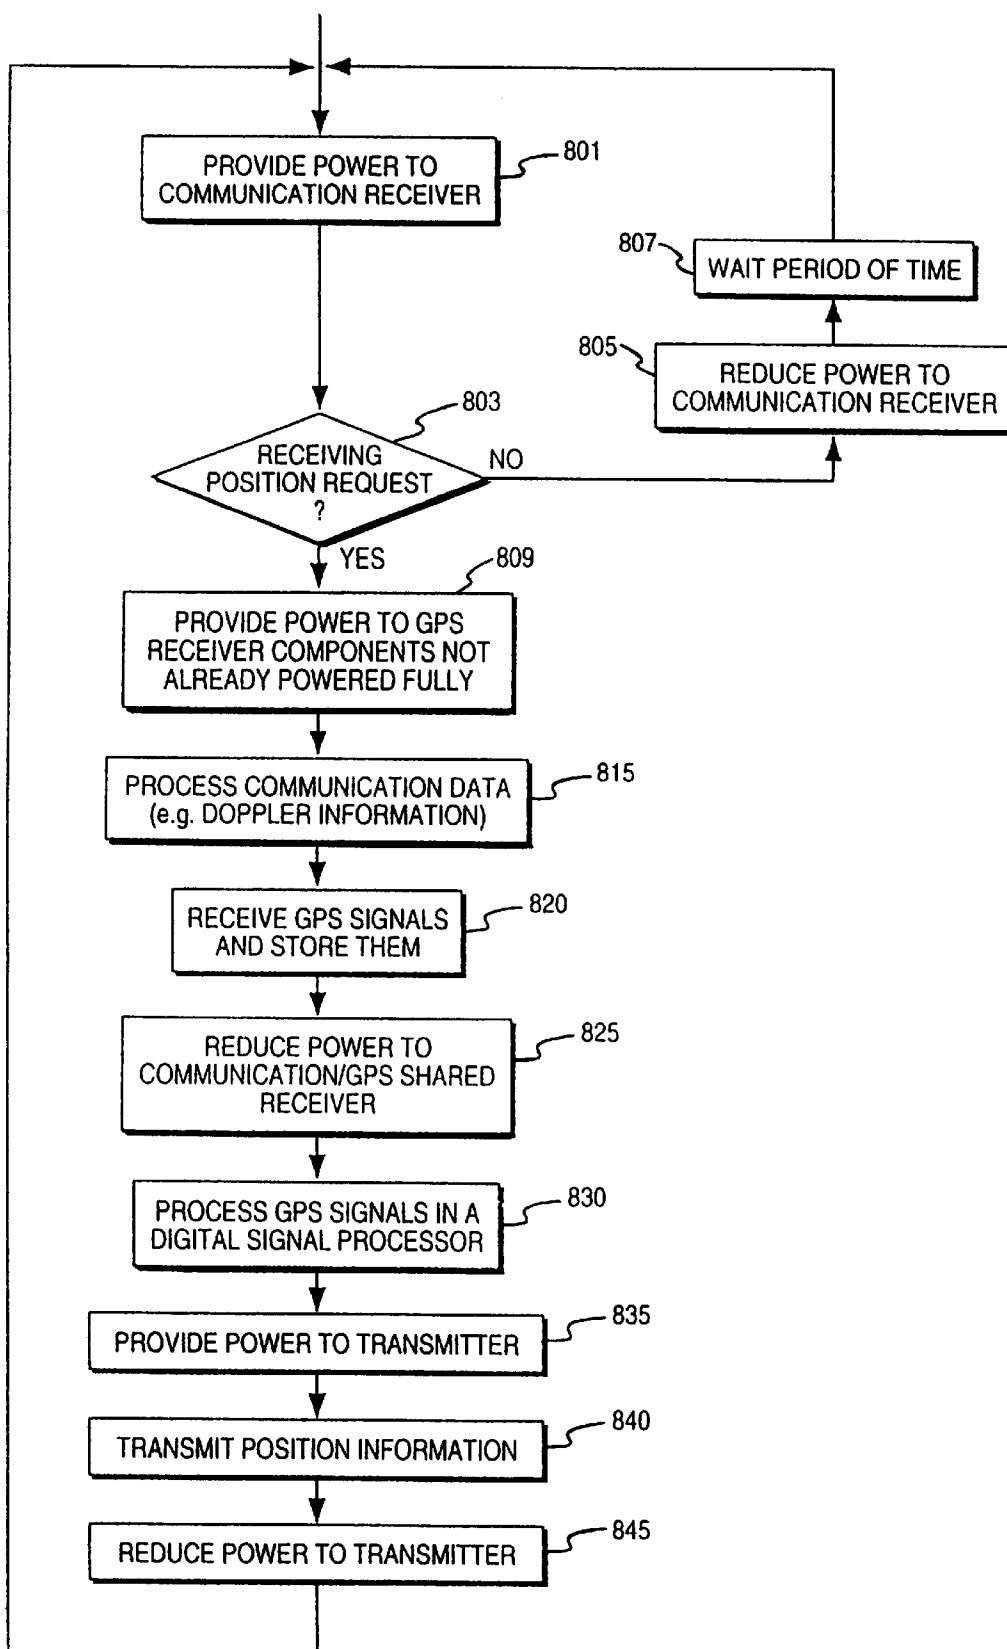 PROVIDE POWER TO
COMMUNICATION RECEIVER
801
807
WAIT PERIOD OF TIME
805
REDUCE POWER TO
COMMUNICATION RECEIVER
803
RECEIVING
POSITION REQUEST
?
NO
YES
809
PROVIDE POWER TO GPS
RECEIVER COMPONENTS NOT
ALREADY POWERED FULLY
PROCESS COMMUNICATION DATA
(e.g. DOPPLER INFORMATION)
815
RECEIVE GPS SIGNALS
AND STORE THEM
820
REDUCE POWER TO
COMMUNICATION/GPS SHARED
RECEIVER
825
PROCESS GPS SIGNALS IN A
DIGITAL SIGNAL PROCESSOR
830
PROVIDE POWER TO TRANSMITTER
835
TRANSMIT POSITION INFORMATION
840
REDUCE POWER TO TRANSMITTER
845